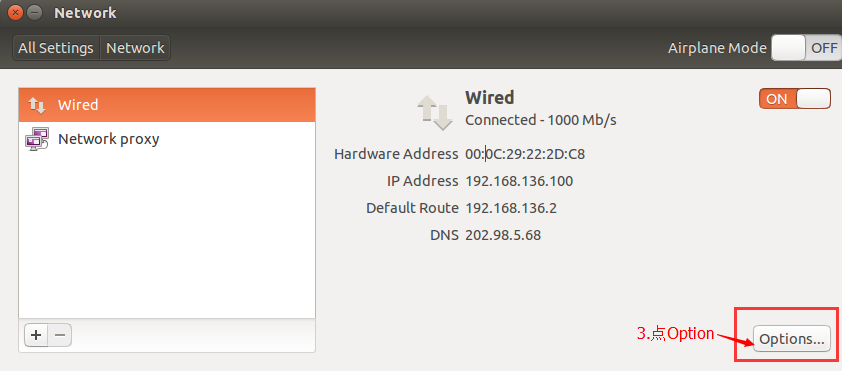 Network
All Settings Network
Airplane Mode OFF
Wired
Network proxy
Wired
Connected - 1000 Mb/s
ON
Hardware Address 00:0C:29:22:2D:C8
IP Address 192.168.136.100
Default Route 192.168.136.2
DNS 202.98.5.68
+ −
3.点Option
Options...